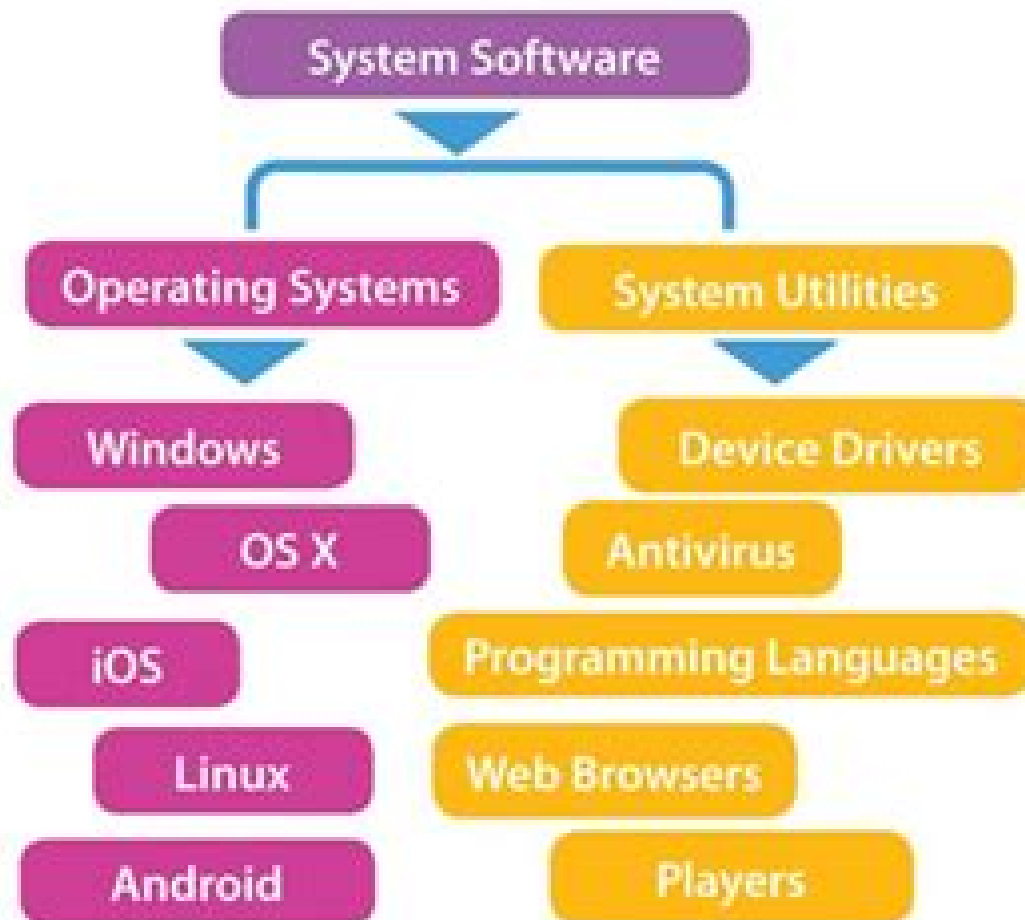 System Software
Operating Systems
System Utilities
Windows
OS X
iOS
Linux
Android
Device Drivers
Antivirus
Programming Languages
Web Browsers
Players